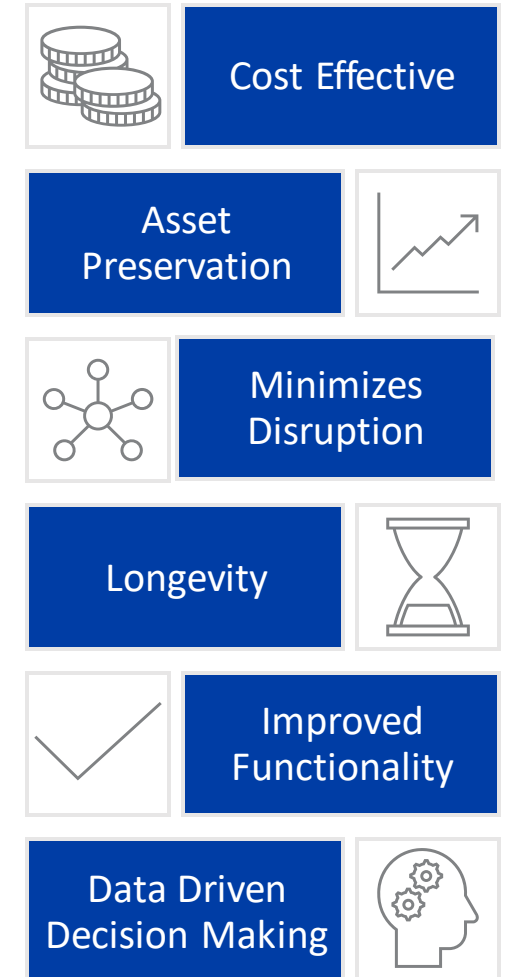 Cost Effective
Asset
Preservation
Minimizes
Disruption
Longevity
Improved
Functionality
Data Driven
Decision Making